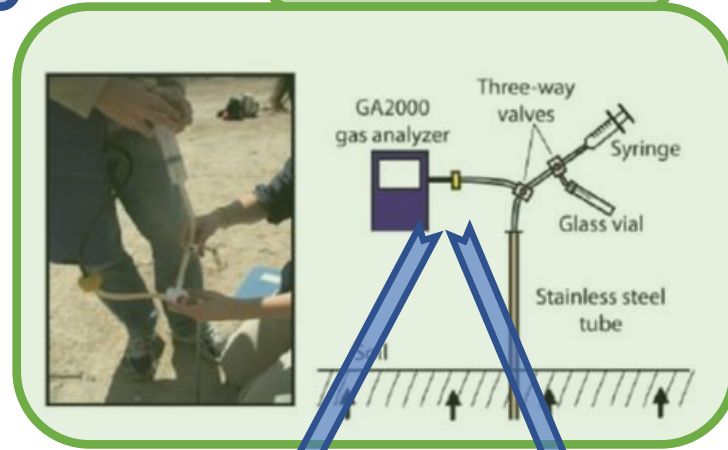 Three-way
valves
GA2000
gas analyzer
Syringe
Glass vial
Stainless steel
tube
Soil